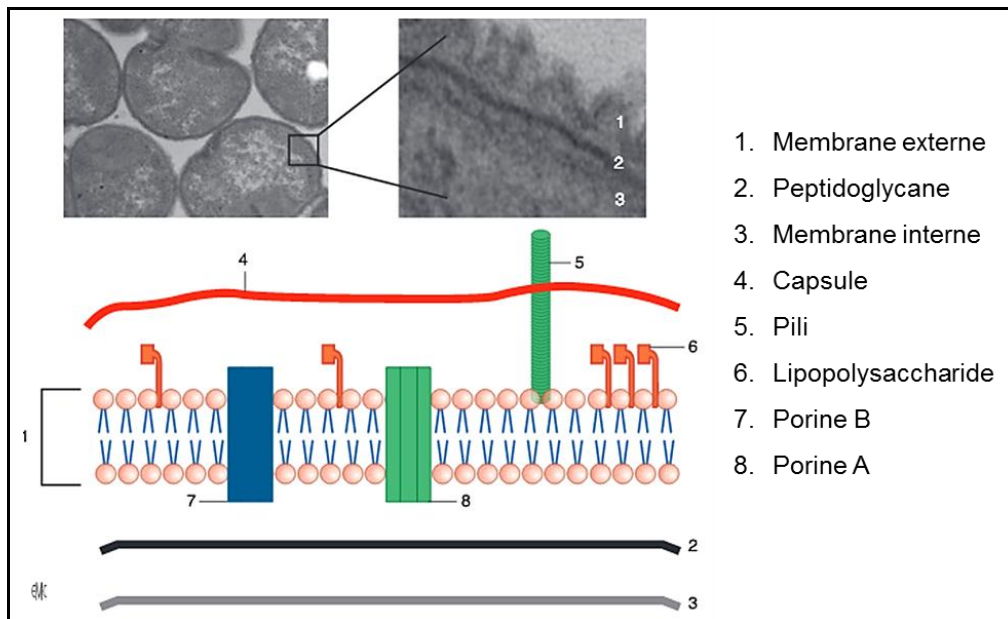 1
2
3
4
5
6
1
7
8
2
3
EMC
1. Membrane externe
2. Peptidoglycane
3. Membrane interne
4. Capsule
5. Pili
6. Lipopolysaccharide
7. Porine B
8. Porine A